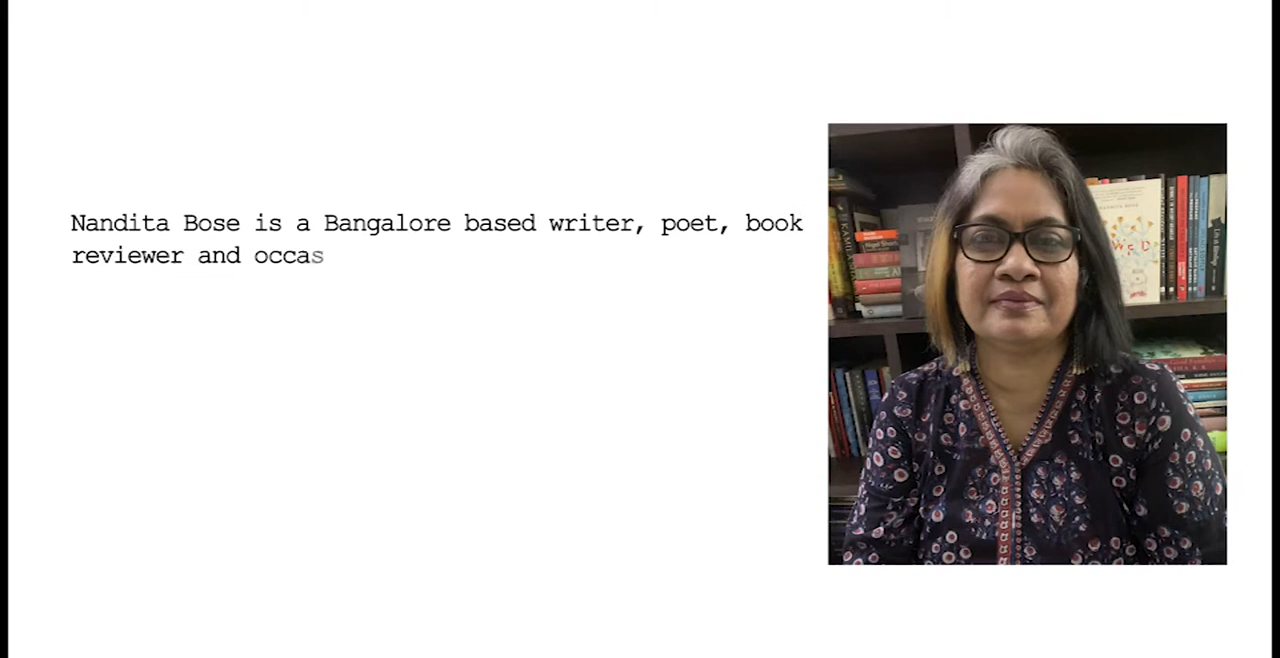 Nandita Bose is a Bangalore based writer, poet, book
reviewer and occas